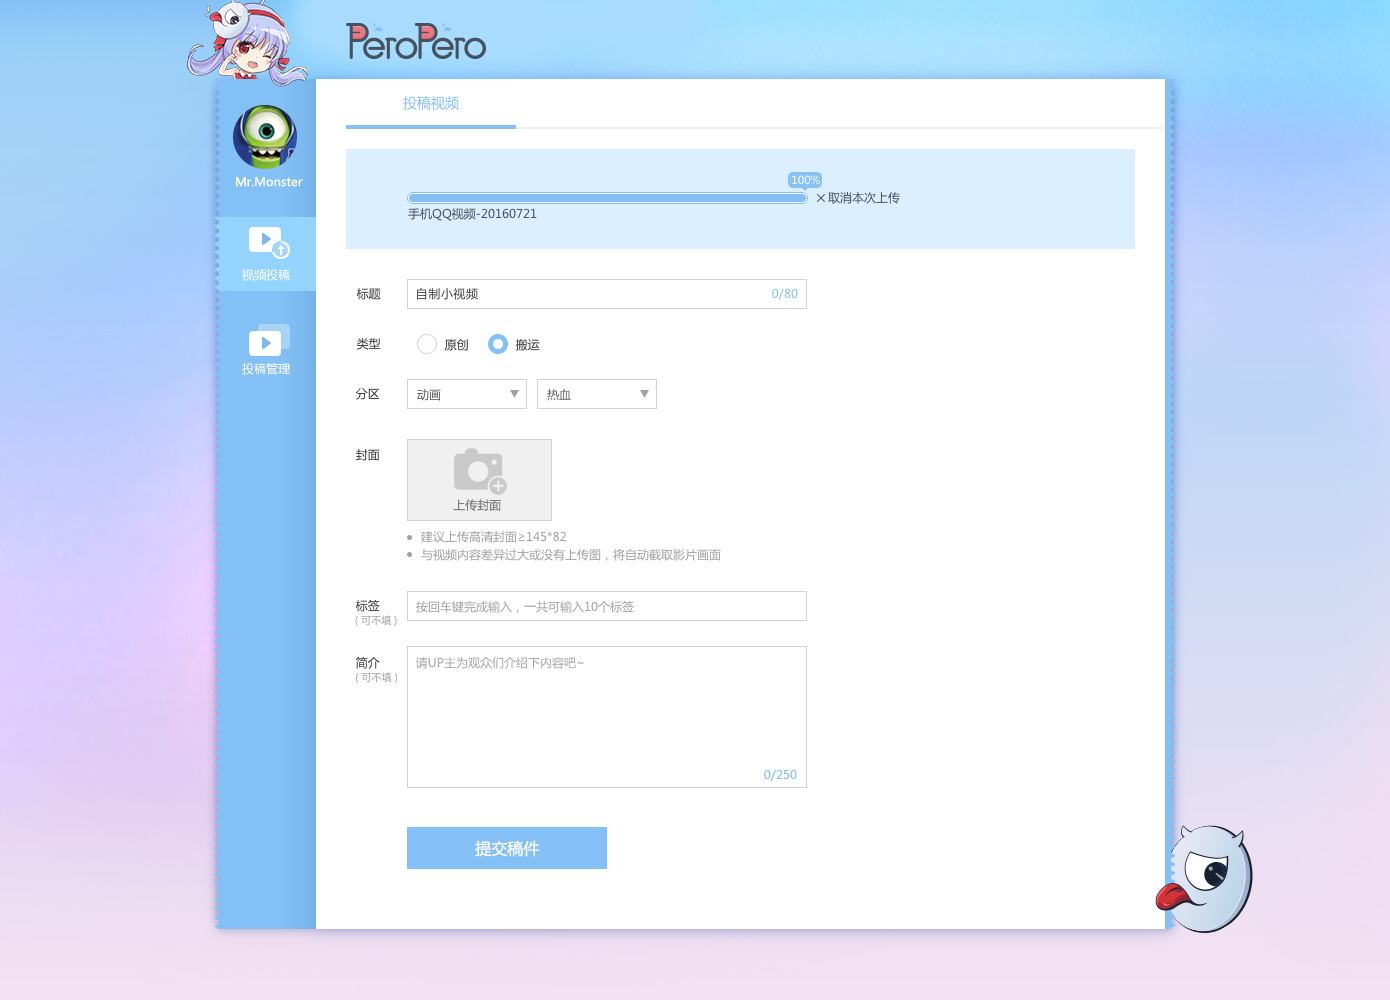 PeroPero
投稿视频
Mr.Monster
100%
×取消本次上传
手机QQ视频-20160721
视频投稿
投稿管理
标题
自制小视频
0/80
类型
原创
搬运
分区
动画
热血
封面
上传封面
建议上传高清封面≥145*82
与视频内容差异过大或没有上传图，将自动截取影片画面
标签
（可不填）
按回车键完成输入，一共可输入10个标签
简介
（可不填）
请UP主为观众们介绍下内容吧~
0/250
提交稿件